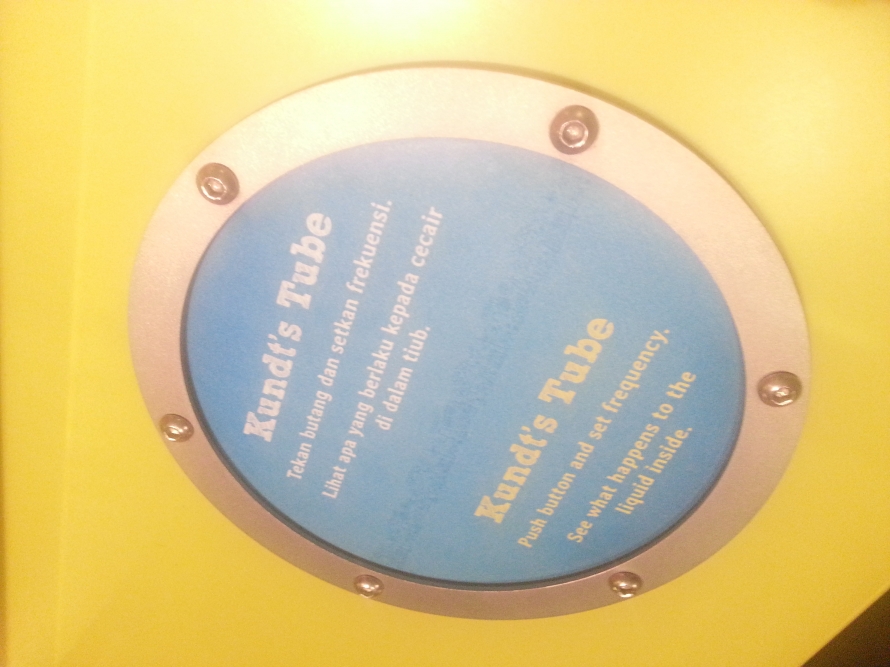 Kundt's Tube
Tekan butang dan setkan frekuensi.
Lihat apa yang berlaku kepada cecair
di dalam tiub.
Kundt's Tube
Push button and set frequency.
See what happens to the
liquid inside.